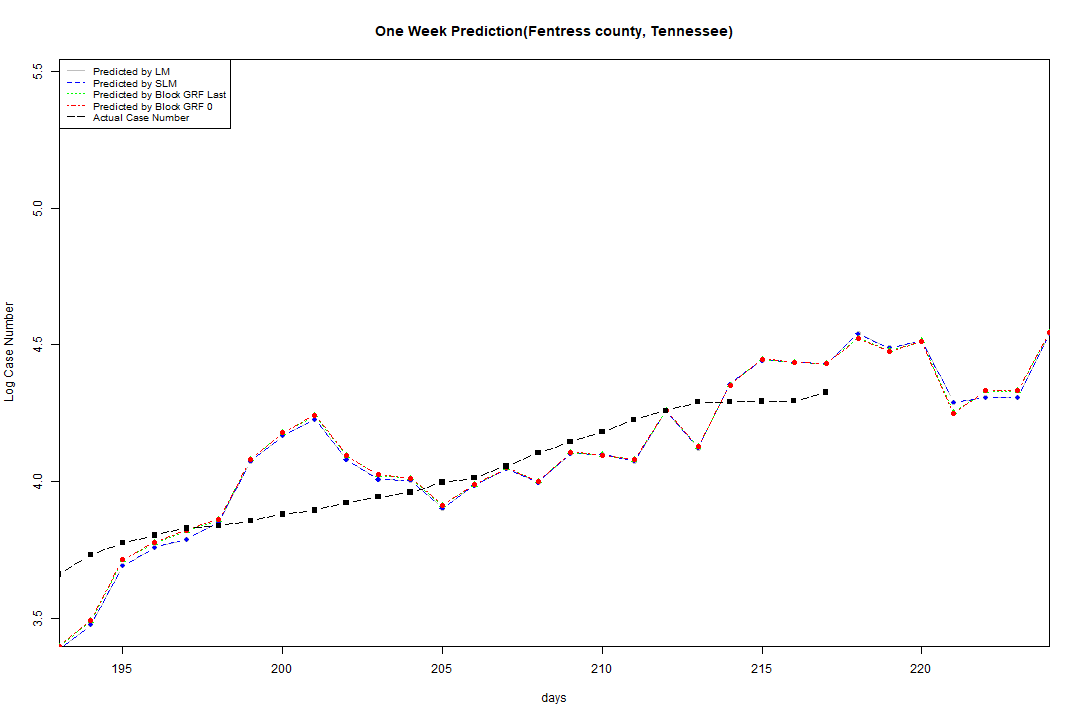 One Week Prediction(Fentress county, Tennessee)
Predicted by LM
Predicted by SLM
Predicted by Block GRF Last
Predicted by Block GRF 0
Actual Case Number
5.5
5.0
4.5
4.0
3.5
Log Case Number
195 200 205 210 215 220
days